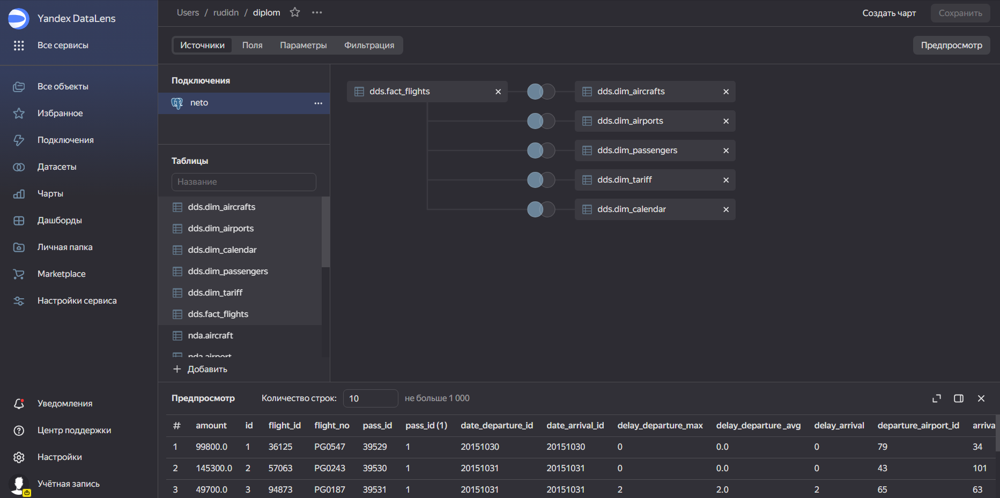 Yandex DataLens
Все сервисы
Все объекты
Избранное
Подключения
Датасеты
Чарты
Дашборды
Личная папка
Marketplace
Настройки сервиса
Уведомления
Центр поддержки
Настройки
Учётная запись
Users / rudidn / diplom
Создать чарт Сохранить
Источники Поля Параметры Фильтрация Предпросмотр
Подключения
neto
Таблицы
Название
dds.dim_aircrafts
dds.dim_airports
dds.dim_calendar
dds.dim_passengers
dds.dim_tariff
dds.fact_flights
nda.aircraft
nda.airport
Добавить
dds.fact_flights dds.dim_aircrafts
dds.dim_airports
dds.dim_passengers
dds.dim_tariff
dds.dim_calendar
Предпросмотр Количество строк: 10 не больше 1 000
# amount id flight_id flight_no pass_id pass_id (1) date_departure_id date_arrival_id delay_departure_max delay_departure_avg delay_arrival departure_airport_id arriva
1 99800.0 1 36125 PG0547 39529 1 20151030 20151030 0 0.0 0 79 34
2 145300.0 2 57063 PG0243 39530 1 20151031 20151031 0 0.0 0 43 101
3 49700.0 3 94873 PG0187 39531 1 20151031 20151031 2 2.0 2 65 63